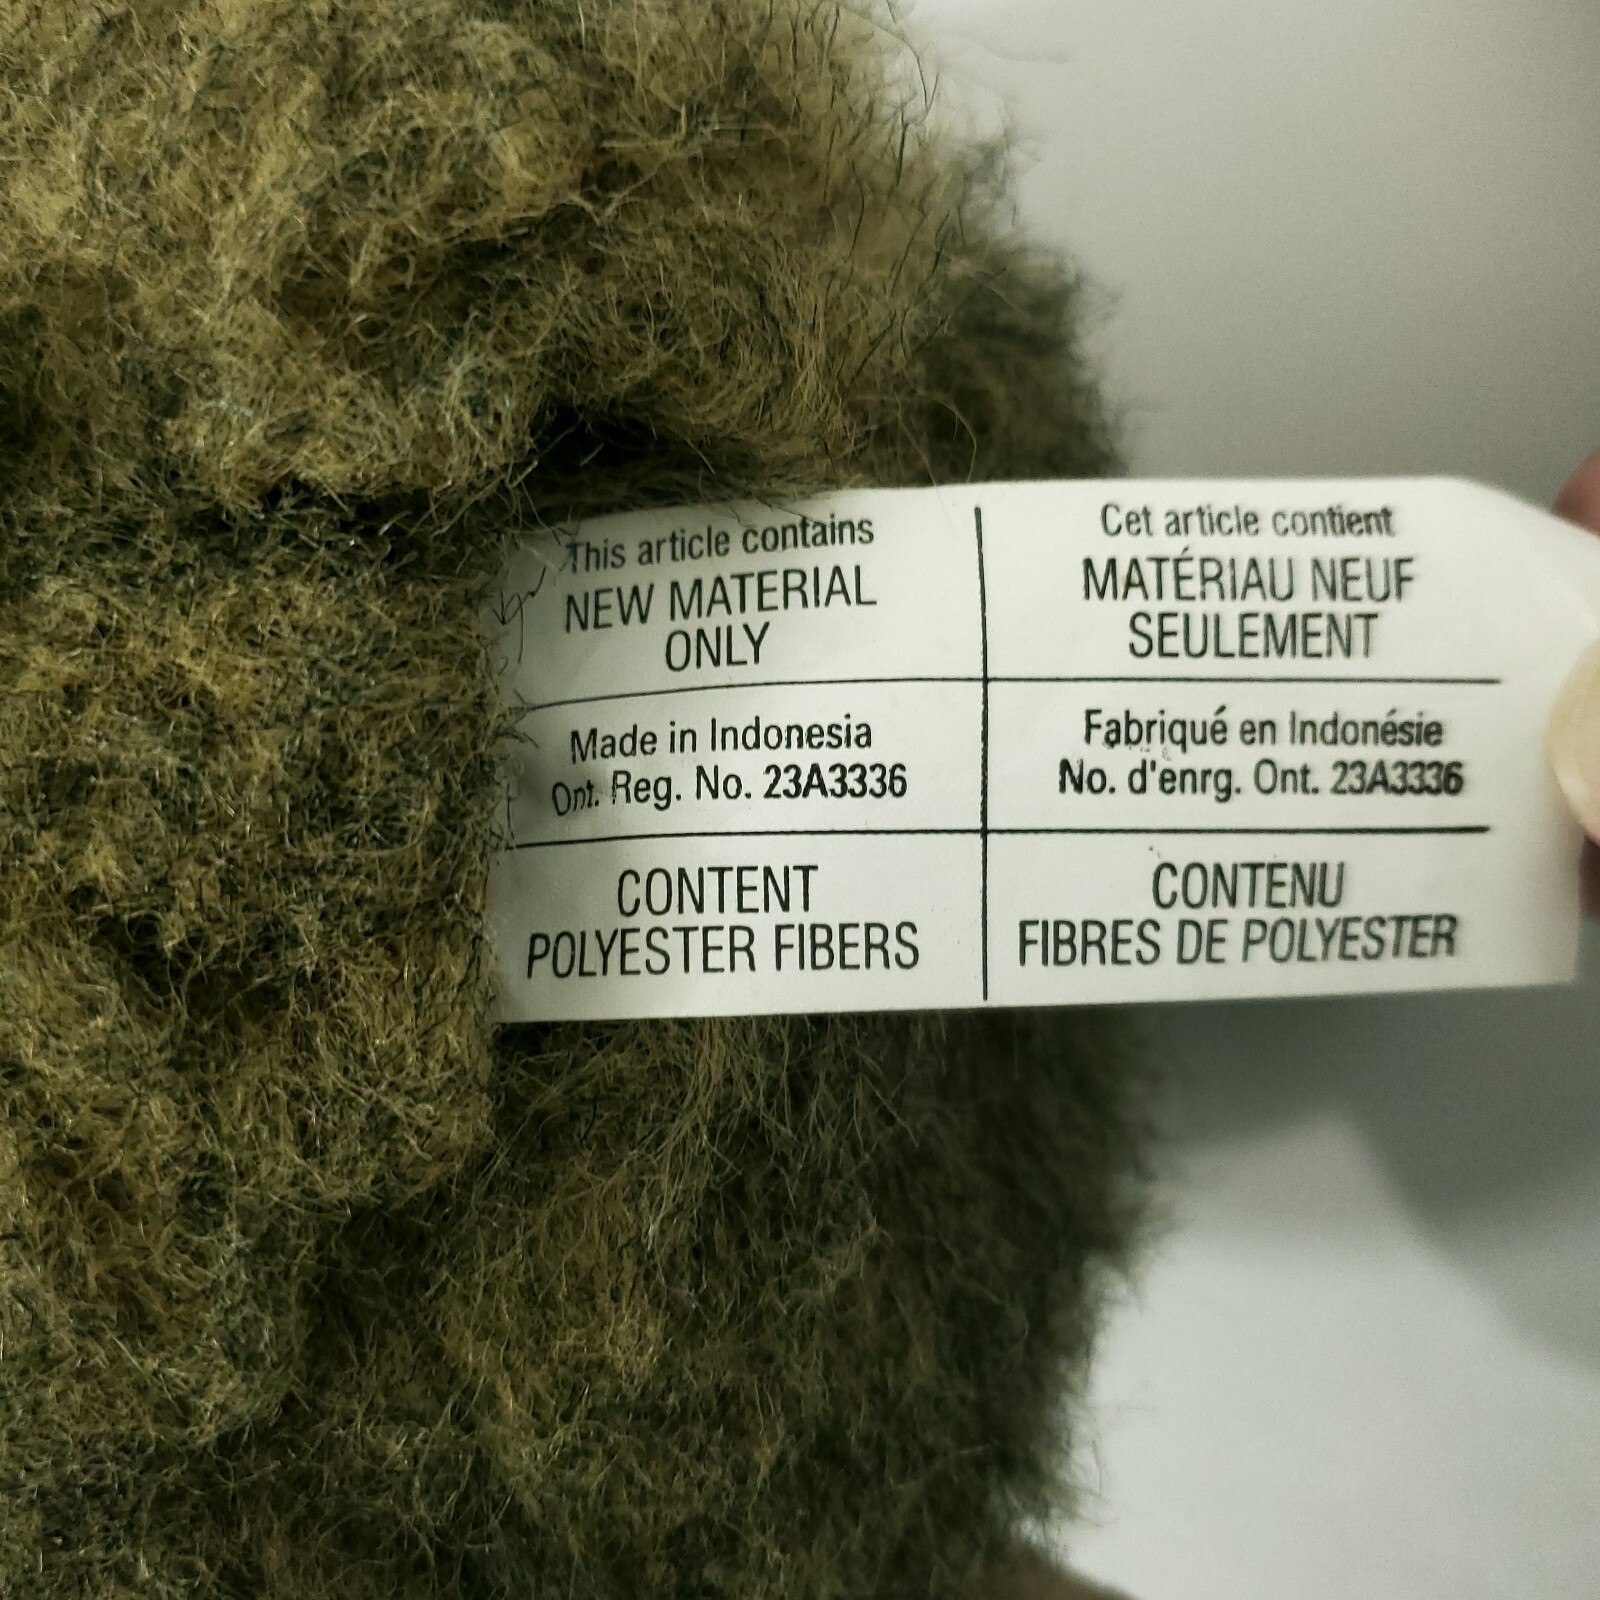 This article contains
NEW MATERIAL
ONLY
Cet article contient
MATÉRIAU NEUF
SEULEMENT
Made in Indonesia
Ont. Reg. No. 23A3336
Fabriqué en Indonésie
No. d'enrg. Ont. 23A3336
CONTENT
POLYESTER FIBERS
CONTENU
FIBRES DE POLYESTER